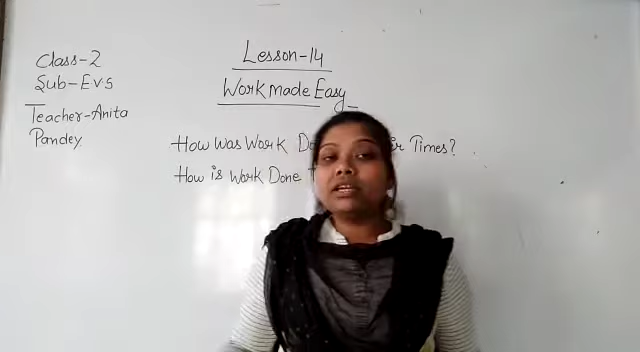 Class-2
Sub-EVS
Teacher-Anita
Pandey
Lesson-14
Work made Easy
How was Work Times?
How is Work Done